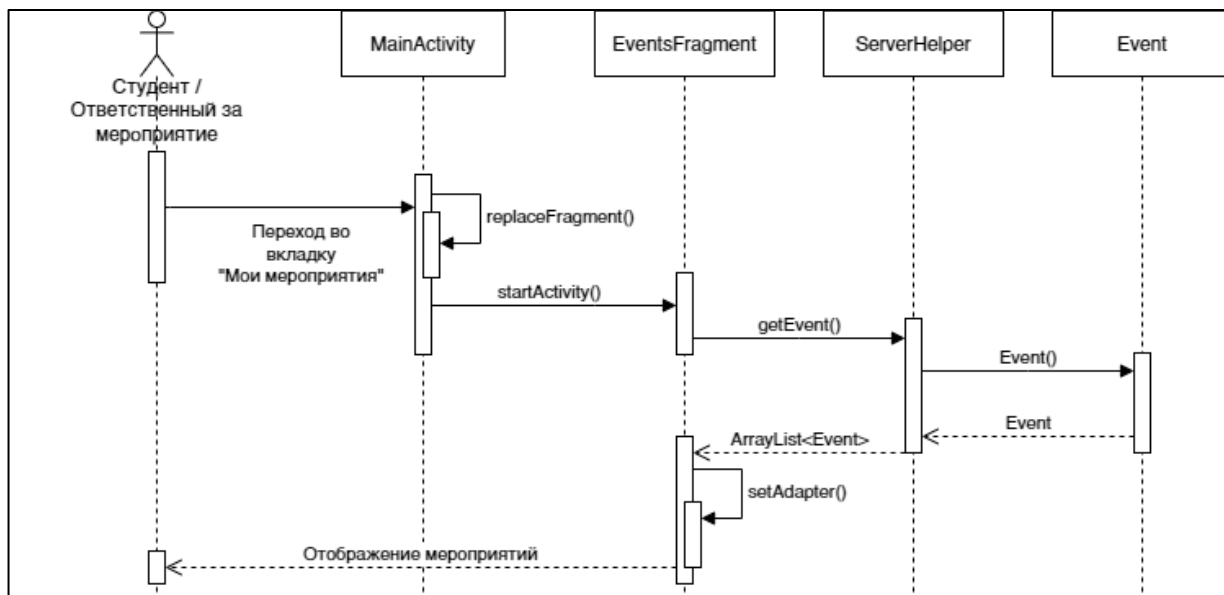 MainActivity
EventsFragment
ServerHelper
Event
Студент /
Ответственный за
мероприятие
replaceFragment()
Переход во
вкладку
"Мои мероприятия"
startActivity()
getEvent()
Event()
Event
ArrayList<Event>
setAdapter()
Отображение мероприятий